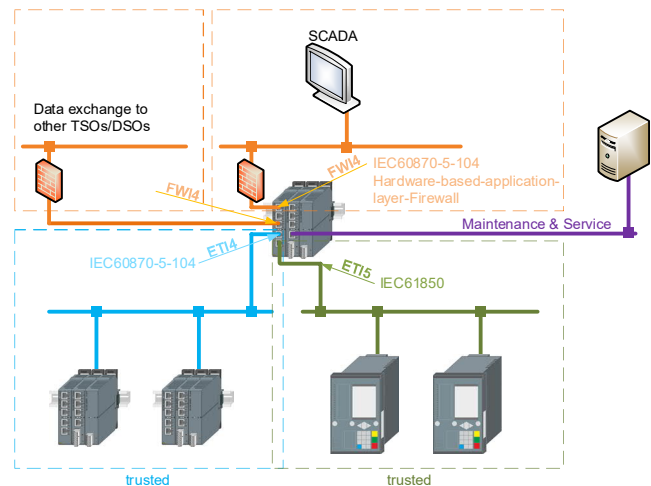 SCADA
Data exchange to
other TSOs/DSOs
FWI4
FWI4
IEC60870-5-104
Hardware-based-application-
layer-Firewall
Maintenance & Service
ETI4
IEC60870-5-104
ETI5
IEC61850
trusted
trusted